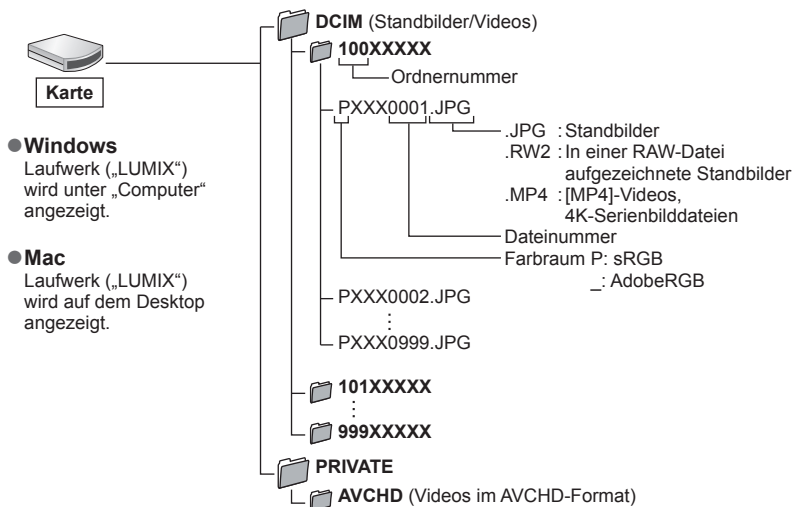 DCIM (Standbilder/Videos)
100XXXXX
Ordnernummer
Karte
PXXX0001.JPG
.JPG : Standbilder
.RW2 : In einer RAW-Datei
aufgezeichnete Standbilder
.MP4 : [MP4]-Videos,
4K-Serienbilddateien
Dateinummer
Farbraum P: sRGB
_: AdobeRGB
●Windows
Laufwerk („LUMIX“)
wird unter „Computer“
angezeigt.
●Mac
Laufwerk („LUMIX“)
wird auf dem Desktop
angezeigt.
PXXX0002.JPG
⋮
PXXX0999.JPG
101XXXXX
⋮
999XXXXX
PRIVATE
AVCHD (Videos im AVCHD-Format)